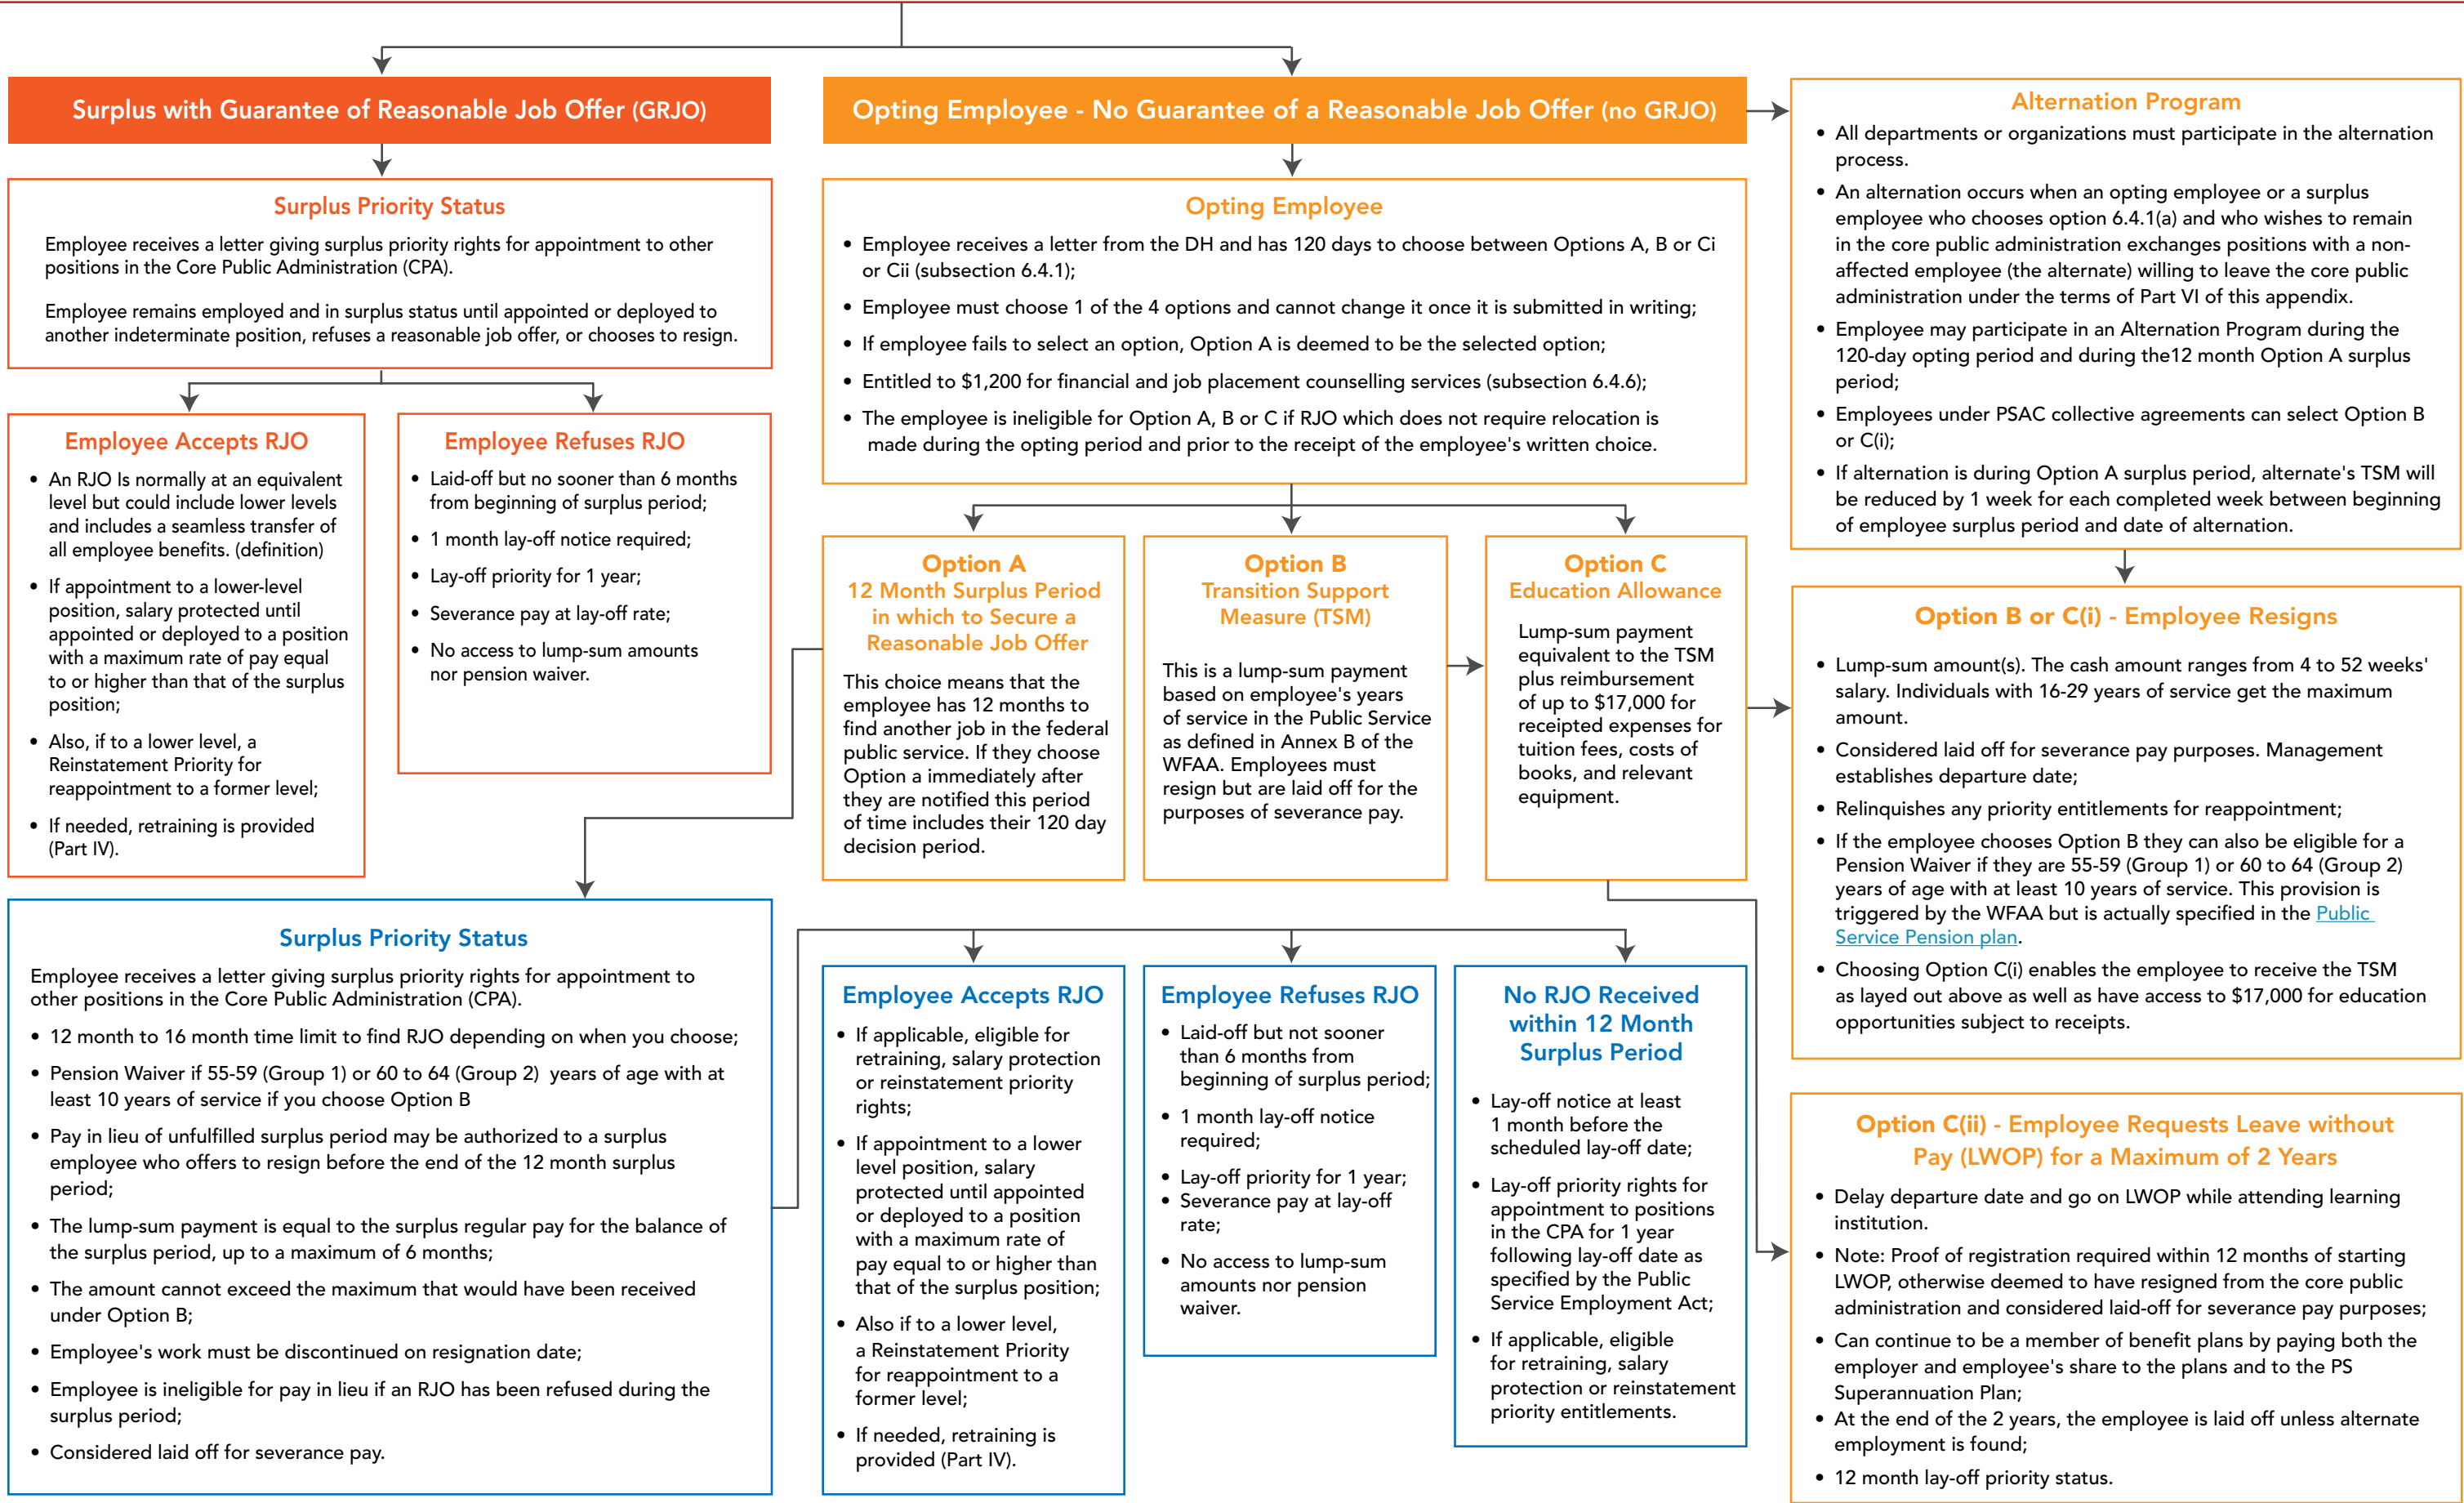 Surplus with Guarantee of Reasonable Job Offer (GRJO)
Surplus Priority Status
Employee receives a letter giving surplus priority rights for appointment to other
positions in the Core Public Administration (CPA).
Employee remains employed and in surplus status until appointed or deployed to
another indeterminate position, refuses a reasonable job offer, or chooses to resign.
Employee Accepts RJO
• An RJO Is normally at an equivalent
level but could include lower levels
and includes a seamless transfer of
all employee benefits. (definition)
• If appointment to a lower-level
position, salary protected until
appointed or deployed to a position
with a maximum rate of pay equal
to or higher than that of the surplus
position;
• Also, if to a lower level, a
Reinstatement Priority for
reappointment to a former level;
• If needed, retraining is provided
(Part IV).
Employee Refuses RJO
• Laid-off but no sooner than 6 months
from beginning of surplus period;
• 1 month lay-off notice required;
• Lay-off priority for 1 year;
• Severance pay at lay-off rate;
• No access to lump-sum amounts
nor pension waiver.
Opting Employee - No Guarantee of a Reasonable Job Offer (no GRJO)
Opting Employee
• Employee receives a letter from the DH and has 120 days to choose between Options A, B or Ci
or Cii (subsection 6.4.1);
• Employee must choose 1 of the 4 options and cannot change it once it is submitted in writing;
• If employee fails to select an option, Option A is deemed to be the selected option;
• Entitled to $1,200 for financial and job placement counselling services (subsection 6.4.6);
• The employee is ineligible for Option A, B or C if RJO which does not require relocation is
made during the opting period and prior to the receipt of the employee's written choice.
Option A
12 Month Surplus Period
in which to Secure a
Reasonable Job Offer
This choice means that the
employee has 12 months to
find another job in the federal
public service. If they choose
Option a immediately after
they are notified this period
of time includes their 120 day
decision period.
Option B
Transition Support
Measure (TSM)
This is a lump-sum payment
based on employee's years
of service in the Public Service
as defined in Annex B of the
WFAA. Employees must
resign but are laid off for the
purposes of severance pay.
Option C
Education Allowance
Lump-sum payment
equivalent to the TSM
plus reimbursement
of up to $17,000 for
receipted expenses for
tuition fees, costs of
books, and relevant
equipment.
Alternation Program
• All departments or organizations must participate in the alternation
process.
• An alternation occurs when an opting employee or a surplus
employee who chooses option 6.4.1(a) and who wishes to remain
in the core public administration exchanges positions with a non-
affected employee (the alternate) willing to leave the core public
administration under the terms of Part VI of this appendix.
• Employee may participate in an Alternation Program during the
120-day opting period and during the12 month Option A surplus
period;
• Employees under PSAC collective agreements can select Option B
or C(i);
• If alternation is during Option A surplus period, alternate's TSM will
be reduced by 1 week for each completed week between beginning
of employee surplus period and date of alternation.
Option B or C(i) - Employee Resigns
• Lump-sum amount(s). The cash amount ranges from 4 to 52 weeks'
salary. Individuals with 16-29 years of service get the maximum
amount.
• Considered laid off for severance pay purposes. Management
establishes departure date;
• Relinquishes any priority entitlements for reappointment;
• If the employee chooses Option B they can also be eligible for a
Pension Waiver if they are 55-59 (Group 1) or 60 to 64 (Group 2)
years of age with at least 10 years of service. This provision is
triggered by the WFAA but is actually specified in the Public
Service Pension plan.
• Choosing Option C(i) enables the employee to receive the TSM
as layed out above as well as have access to $17,000 for education
opportunities subject to receipts.
Surplus Priority Status
Employee receives a letter giving surplus priority rights for appointment to
other positions in the Core Public Administration (CPA).
• 12 month to 16 month time limit to find RJO depending on when you choose;
• Pension Waiver if 55-59 (Group 1) or 60 to 64 (Group 2) years of age with at
least 10 years of service if you choose Option B
• Pay in lieu of unfulfilled surplus period may be authorized to a surplus
employee who offers to resign before the end of the 12 month surplus
period;
• The lump-sum payment is equal to the surplus regular pay for the balance of
the surplus period, up to a maximum of 6 months;
• The amount cannot exceed the maximum that would have been received
under Option B;
• Employee's work must be discontinued on resignation date;
• Employee is ineligible for pay in lieu if an RJO has been refused during the
surplus period;
• Considered laid off for severance pay.
Employee Accepts RJO
• If applicable, eligible for
retraining, salary protection
or reinstatement priority
rights;
• If appointment to a lower
level position, salary
protected until appointed
or deployed to a position
with a maximum rate of
pay equal to or higher than
that of the surplus position;
• Also if to a lower level,
a Reinstatement Priority
for reappointment to a
former level;
• If needed, retraining is
provided (Part IV).
Employee Refuses RJO
• Laid-off but not sooner
than 6 months from
beginning of surplus period;
• 1 month lay-off notice
required;
• Lay-off priority for 1 year;
• Severance pay at lay-off
rate;
• No access to lump-sum
amounts nor pension
waiver.
No RJO Received
within 12 Month
Surplus Period
• Lay-off notice at least
1 month before the
scheduled lay-off date;
• Lay-off priority rights for
appointment to positions
in the CPA for 1 year
following lay-off date as
specified by the Public
Service Employment Act;
• If applicable, eligible
for retraining, salary
protection or reinstatement
priority entitlements.
Option C(ii) - Employee Requests Leave without
Pay (LWOP) for a Maximum of 2 Years
• Delay departure date and go on LWOP while attending learning
institution.
• Note: Proof of registration required within 12 months of starting
LWOP, otherwise deemed to have resigned from the core public
administration and considered laid-off for severance pay purposes;
• Can continue to be a member of benefit plans by paying both the
employer and employee's share to the plans and to the PS
Superannuation Plan;
• At the end of the 2 years, the employee is laid off unless alternate
employment is found;
• 12 month lay-off priority status.